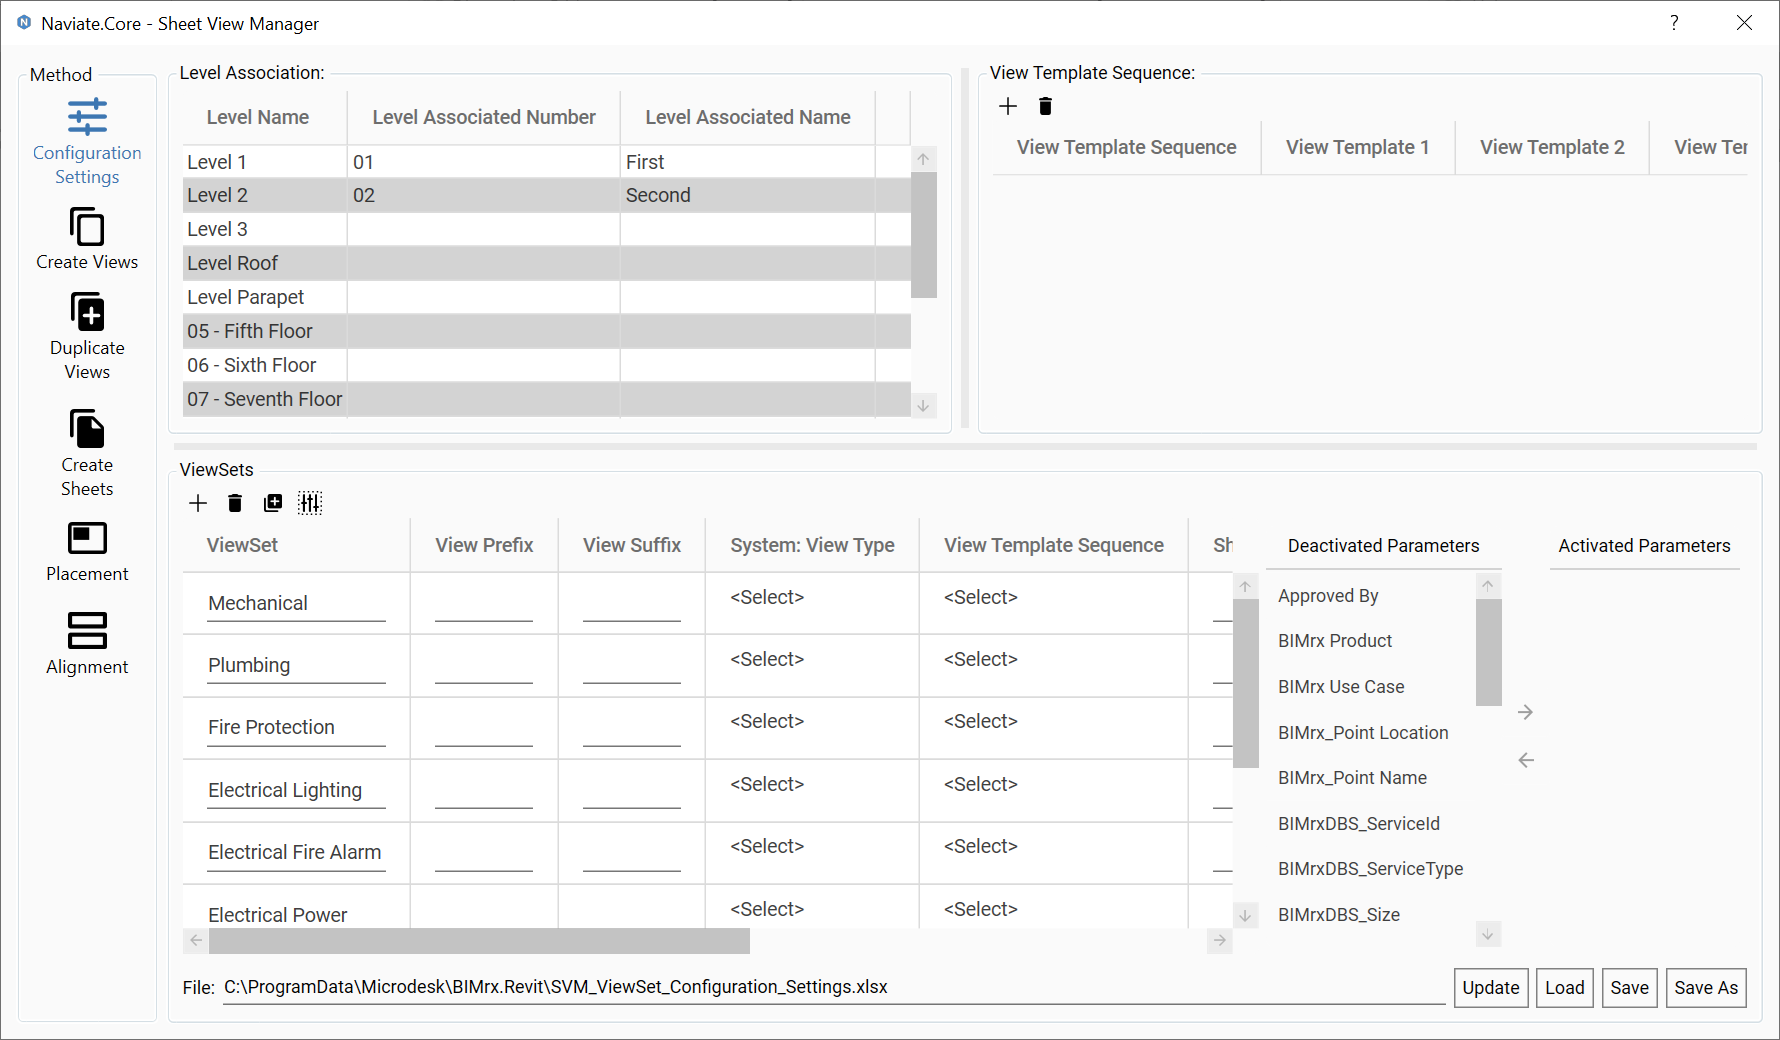 Naviate.Core - Sheet View Manager
?
Method
Configuration
Settings
Create Views
Duplicate
Views
Create
Sheets
Placement
Alignment
Level Association:
Level Name Level Associated Number Level Associated Name
Level 1 01 First
Level 2 02 Second
Level 3
Level Roof
Level Parapet
05 - Fifth Floor
06 - Sixth Floor
07 - Seventh Floor
View Template Sequence:
View Template Sequence View Template 1 View Template 2 View Ter
ViewSets
ViewSet View Prefix View Suffix System: View Type View Template Sequence Sh
Mechanical <Select> <Select>
Plumbing <Select> <Select>
Fire Protection <Select> <Select>
Electrical Lighting <Select> <Select>
Electrical Fire Alarm <Select> <Select>
Electrical Power <Select> <Select>
Deactivated Parameters
Approved By
BIMrx Product
BIMrx Use Case
BIMrx_Point Location
BIMrx_Point Name
BIMrxDBS_ServiceId
BIMrxDBS_ServiceType
BIMrxDBS_Size
Activated Parameters
File: C:\ProgramData\Microdesk\BIMrx.Revit\SVM_ViewSet_Configuration_Settings.xlsx
Update Load Save Save As